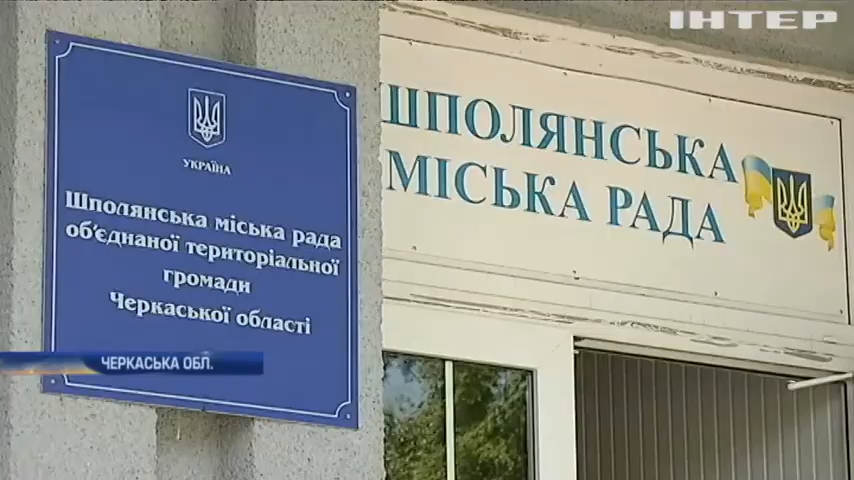 ІНТЕР
УКРАЇНА
Шполянська міська рада
об'єднаної територіальної
громади
Черкаської області
ШПОЛЯНСЬКА
МІСЬКА РАДА
ЧЕРКАСЬКА ОБЛ.